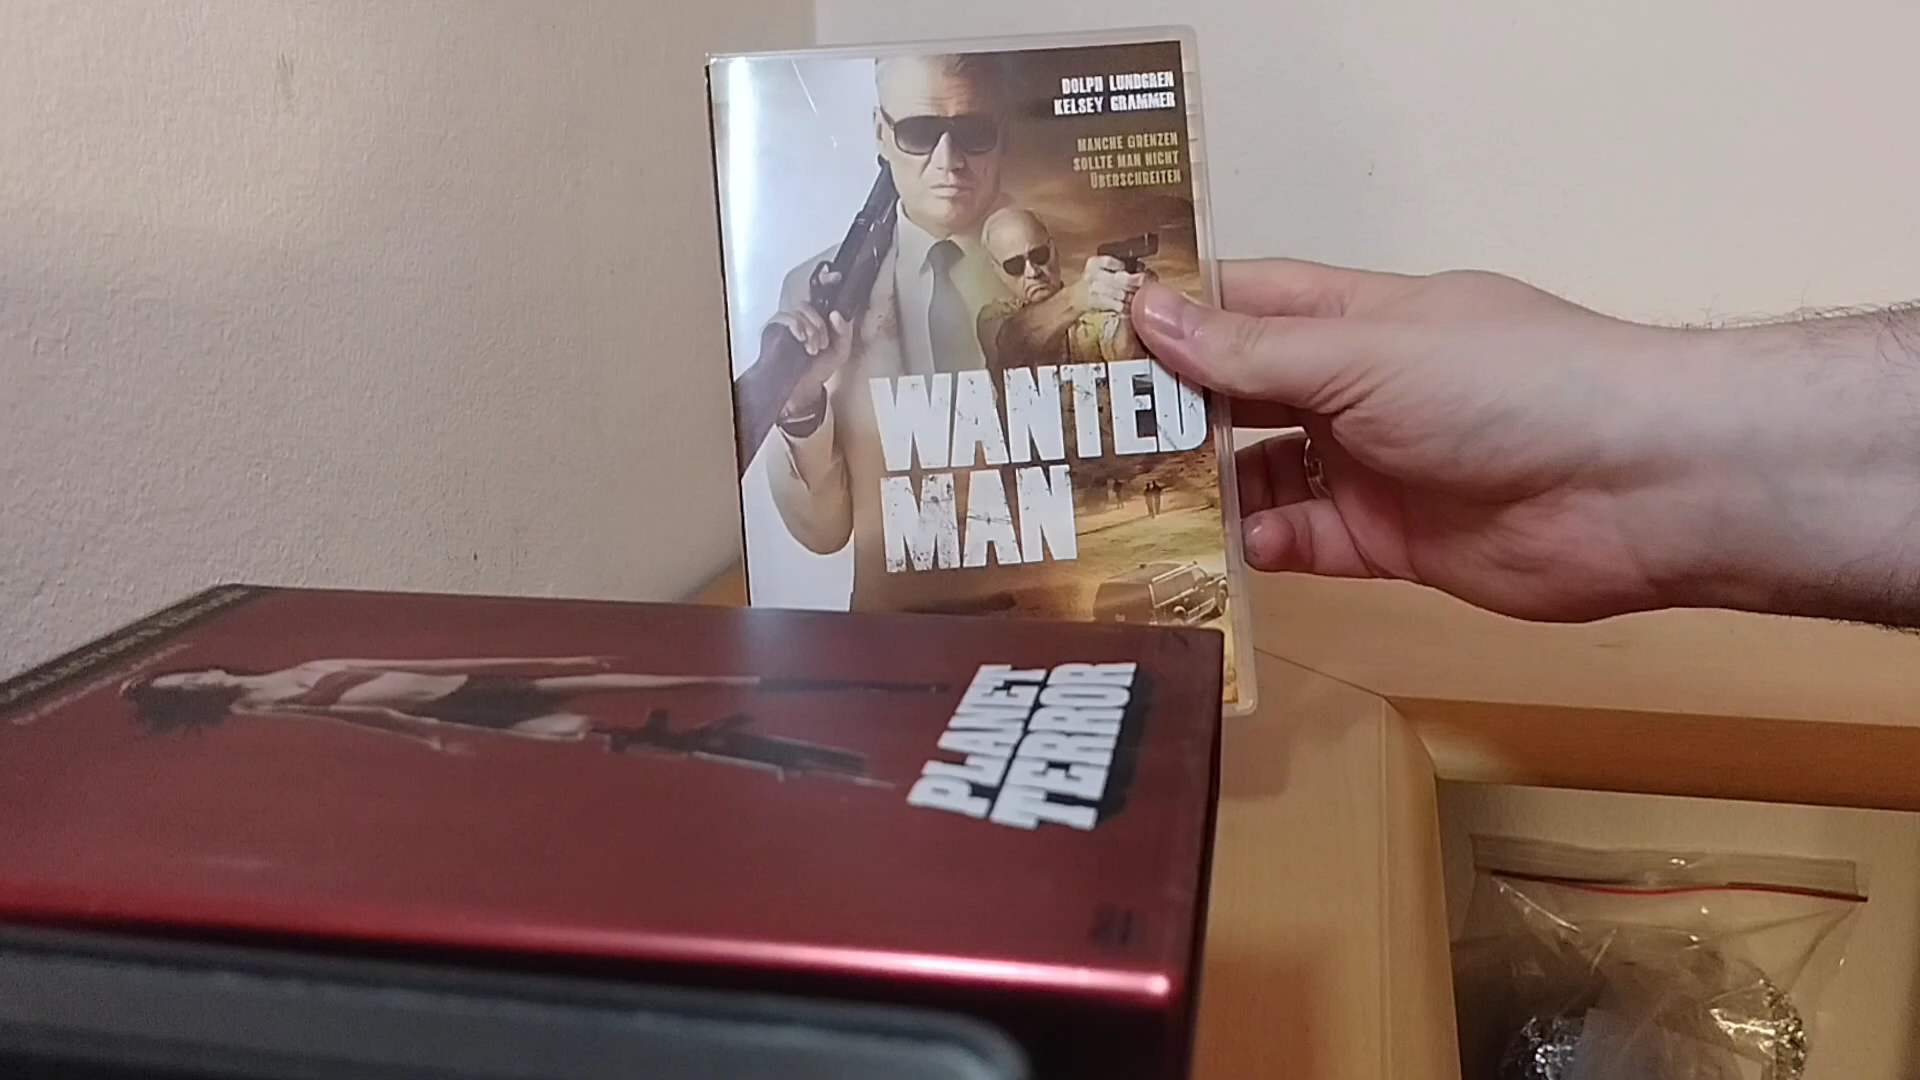 DOLPH LUNDGREN
KELSEY GRAMMER
MANCHE GRENZEN
SOLLTE MAN NICHT
ÜBERSCHREITEN
WANTED
MAN
PLANET
TERROR